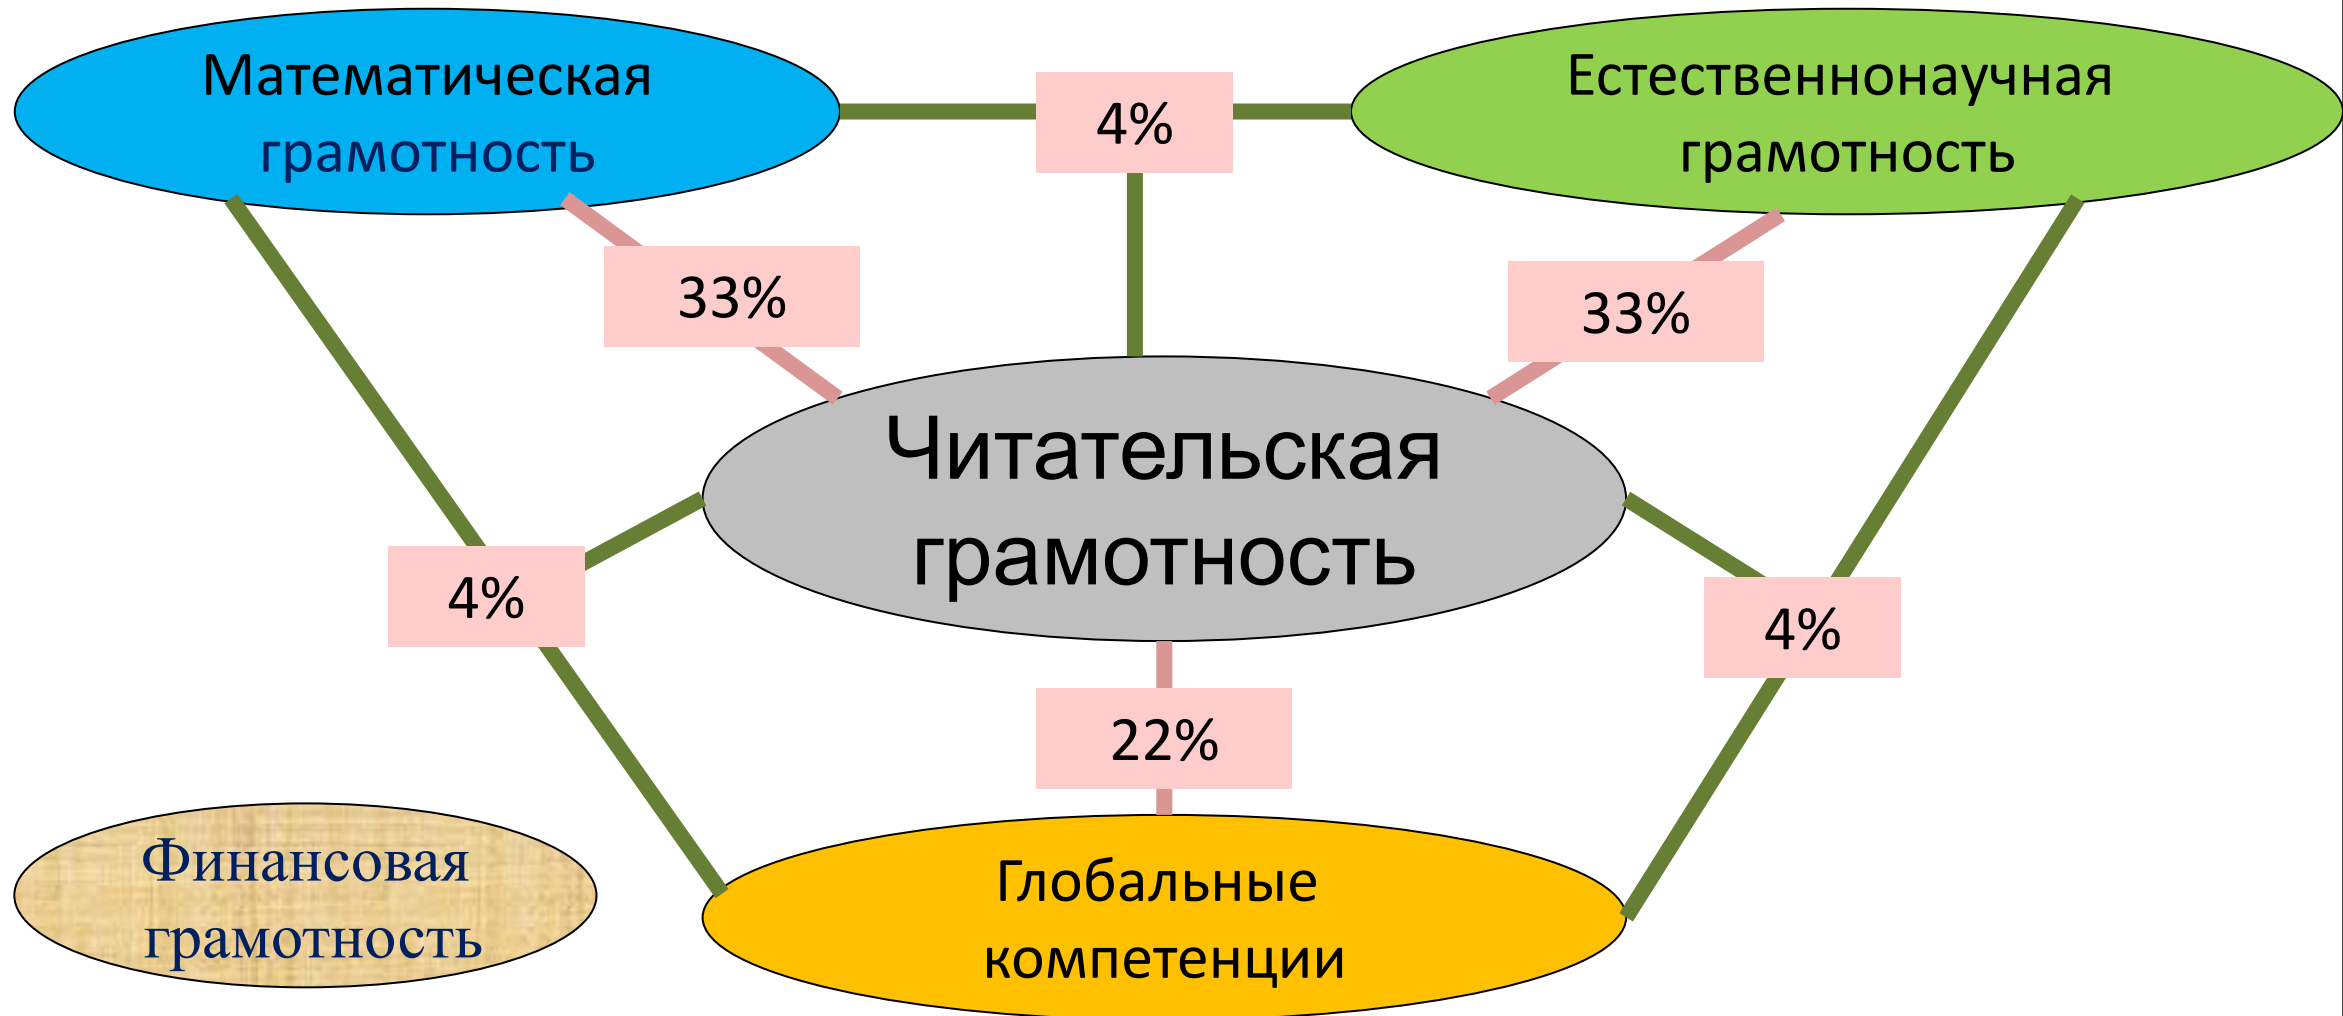 Математическая
грамотность
4%
Естественнонаучная
грамотность
33%
33%
Читательская
грамотность
4%
4%
22%
Финансовая
грамотность
Глобальные
компетенции